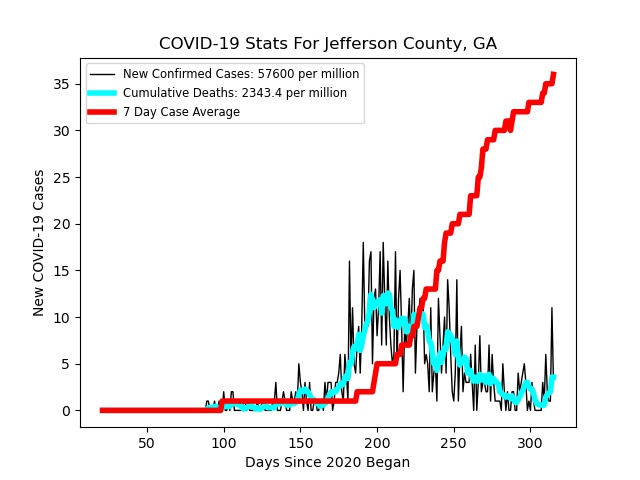 COVID-19 Stats For Jefferson County, GA
New Confirmed Cases: 57600 per million
Cumulative Deaths: 2343.4 per million
7 Day Case Average
New COVID-19 Cases
35
30
25
20
15
10
5
0
50 100 150 200 250 300
Days Since 2020 Began